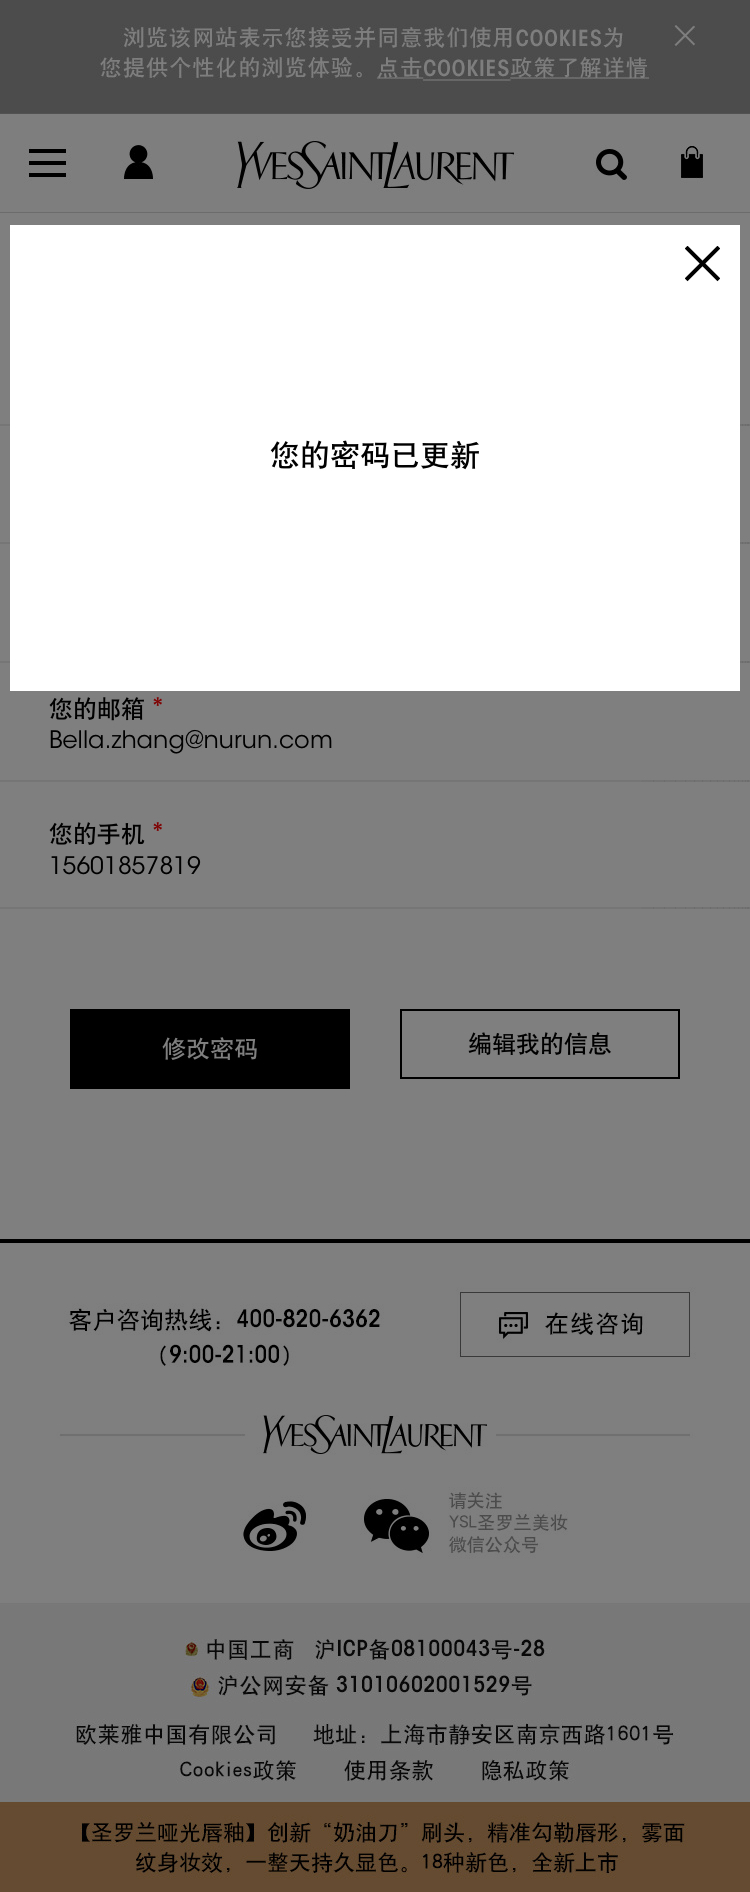 浏览该网站表示您接受并同意我们使用COOKIES为
您提供个性化的浏览体验。点击COOKIES政策了解详情
YVESSAINTLAURENT
您的密码已更新
您的邮箱 *
Bella.zhang@nurun.com
您的手机 *
15601857819
修改密码
编辑我的信息
客户咨询热线：400-820-6362
（9:00-21:00）
在线咨询
YVESSAINTLAURENT
请关注
YSL圣罗兰美妆
微信公众号
中国工商 沪ICP备08100043号-28
沪公网安备 31010602001529号
欧莱雅中国有限公司 地址：上海市静安区南京西路1601号
Cookies政策 使用条款 隐私政策
【圣罗兰哑光唇釉】创新“奶油刀”刷头，精准勾勒唇形，雾面
纹身妆效，一整天持久显色。18种新色，全新上市